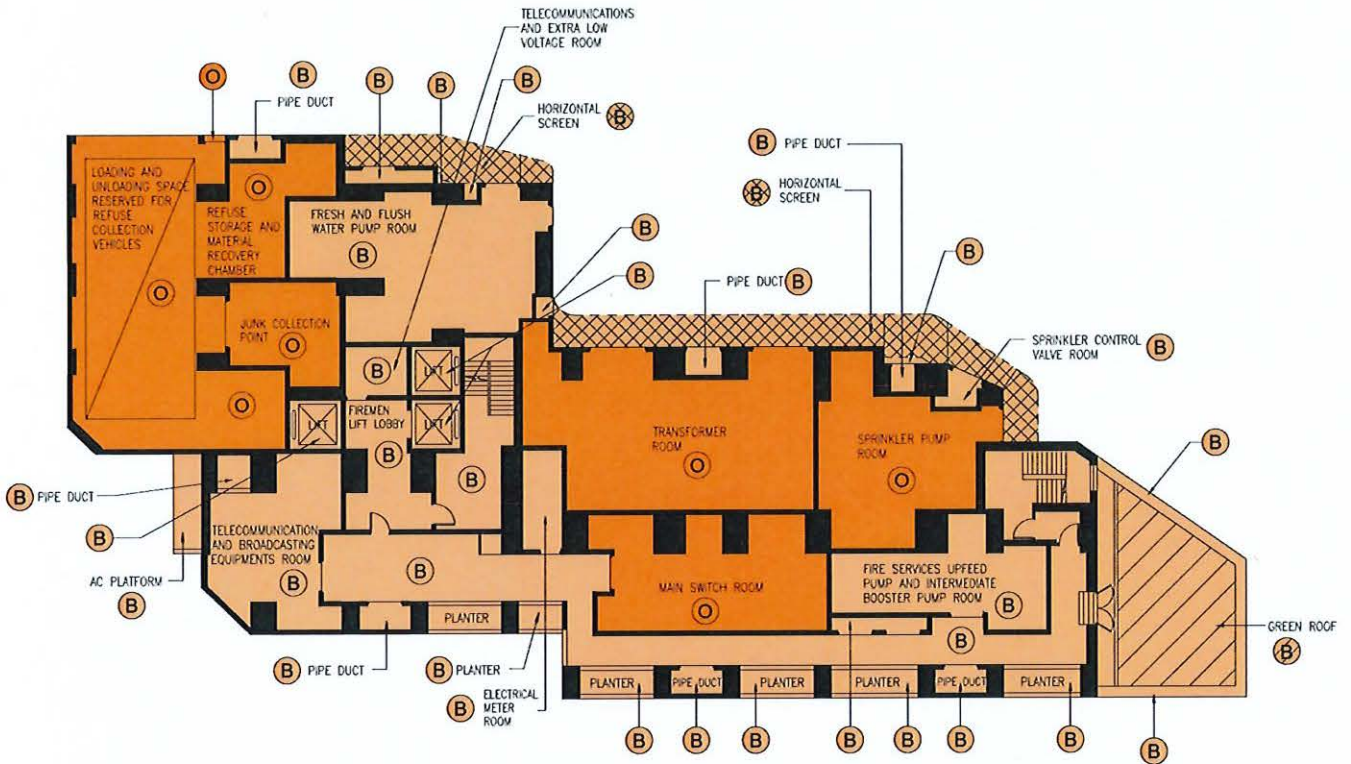 TELECOMMUNICATIONS
AND EXTRA LOW
VOLTAGE ROOM
O
B
B
B
B
PIPE DUCT
HORIZONTAL
SCREEN
B
B
PIPE DUCT
B
HORIZONTAL
SCREEN
LOADING AND
UNLOADING SPACE
RESERVED FOR
REFUSE
COLLECTION
VEHICLES
O
O
REFUSE
STORAGE AND
MATERIAL
RECOVERY
CHAMBER
B
FRESH AND FLUSH
WATER PUMP ROOM
B
B
B
B
PIPE DUCT
B
SPRINKLER CONTROL
VALVE ROOM
B
JUNK COLLECTION
POINT
O
B
LIFT
O
LIFT
FIREMEN
LIFT LOBBY
B
LIFT
B
TRANSFORMER
ROOM
O
SPRINKLER PUMP
ROOM
O
B
B
PIPE DUCT
B
TELECOMMUNICATION
AND BROADCASTING
EQUIPMENTS ROOM
B
AC PLATFORM
B
B
MAIN SWITCH ROOM
O
FIRE SERVICES UPFEED
PUMP AND INTERMEDIATE
BOOSTER PUMP ROOM
B
B
GREEN ROOF
B
PLANTER
B
PIPE DUCT
B
PLANTER
B
ELECTRICAL
METER
ROOM
PLANTER
PIPE DUCT
PLANTER
PLANTER
PIPE DUCT
PLANTER
B
B
B
B
B
B
B
B